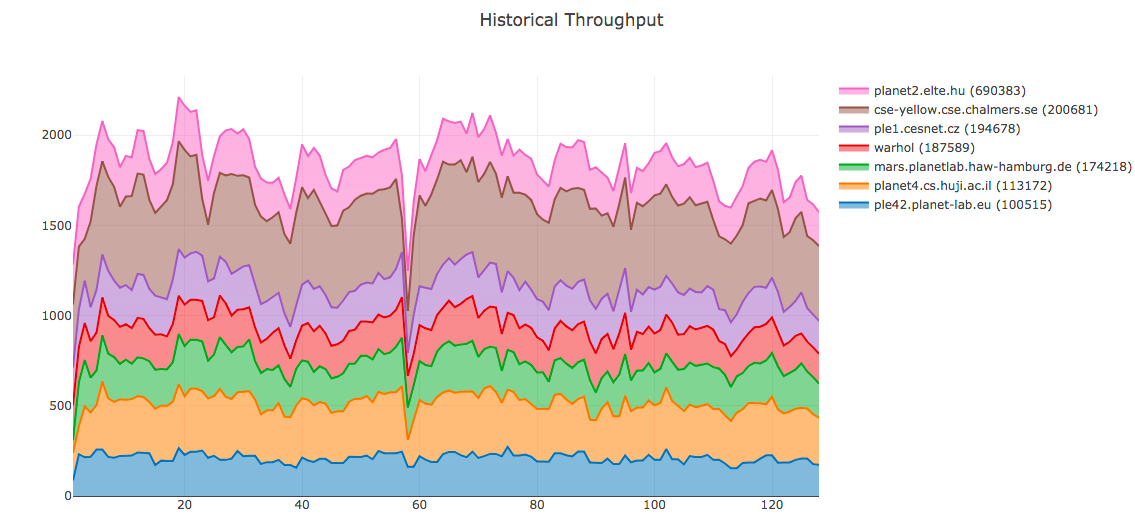 Historical Throughput
2000
1500
1000
500
0
20 40 60 80 100 120
planet2.elte.hu (690383)
cse-yellow.cse.chalmers.se (200681)
ple1.cesnet.cz (194678)
warhol (187589)
mars.planetlab.haw-hamburg.de (174218)
planet4.cs.huji.ac.il (113172)
ple42.planet-lab.eu (100515)